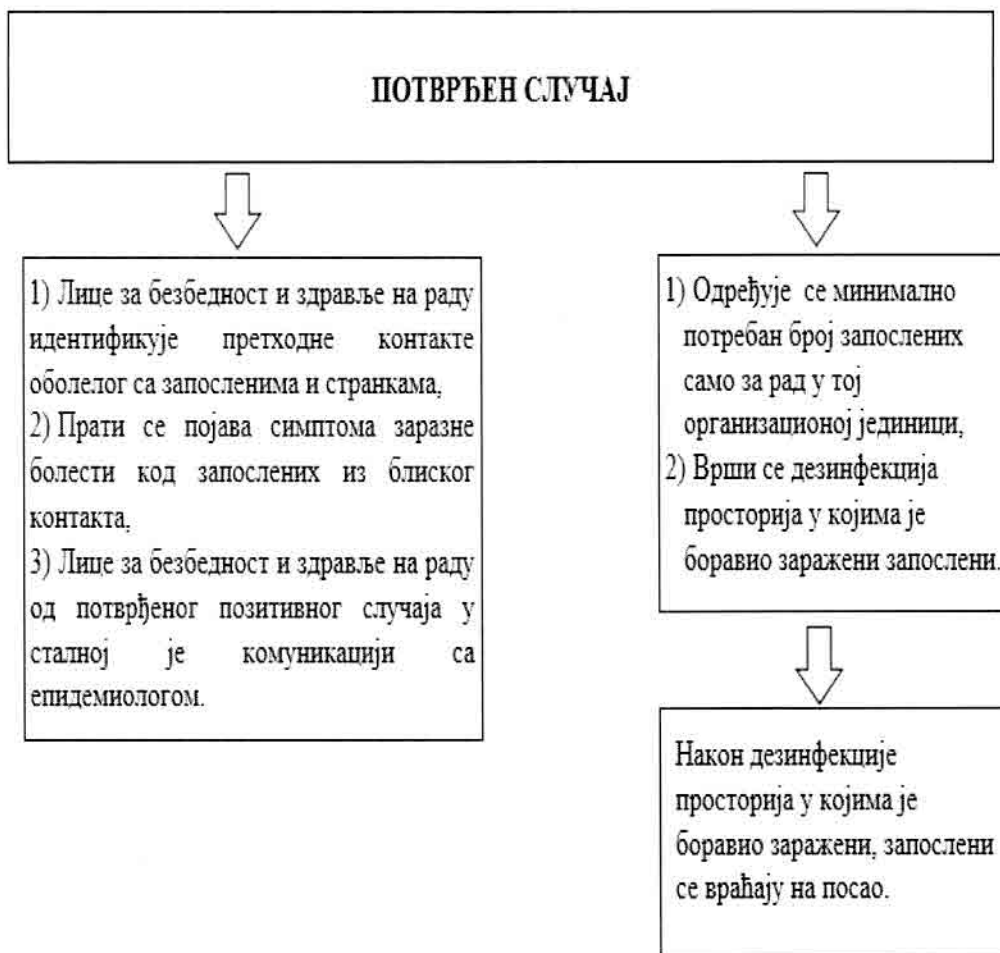 ПОТВРЂЕН СЛУЧАЈ
1) Лице за безбедност и здравље на раду
идентификује претходне контакте
оболелог са запосленима и странкама,
2) Прати се појава симптома заразне
болести код запослених из блиског
контакта,
3) Лице за безбедност и здравље на раду
од потврђеног позитивног случаја у
сталној је комуникацији са
епидемиологом.
1) Одређује се минимално
потребан број запослених
само за рад у тој
организационој јединици,
2) Врши се дезинфекција
просторија у којима је
боравио заражени запослени.
Након дезинфекције
просторија у којима је
боравио заражени, запослени
се враћају на посао.